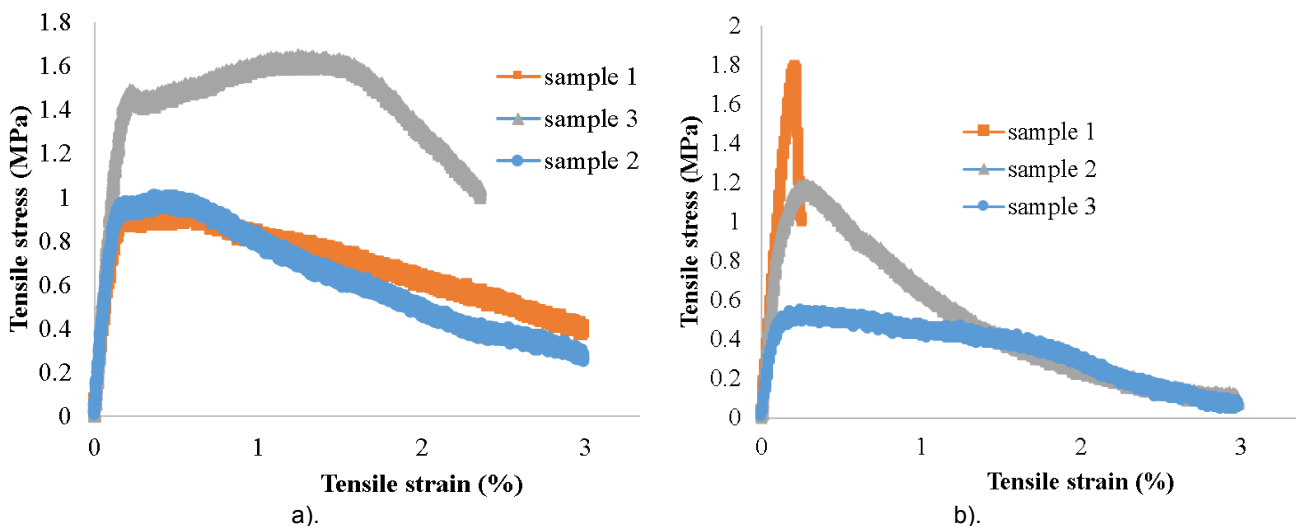 Tensile stress (MPa)
1.8
1.6
1.4
1.2
1
0.8
0.6
0.4
0.2
0
0
1
2
3
Tensile strain (%)
sample 1
sample 3
sample 2
a).
Tensile stress (MPa)
2
1.8
1.6
1.4
1.2
1
0.8
0.6
0.4
0.2
0
0
1
2
3
Tensile strain (%)
sample 1
sample 2
sample 3
b).